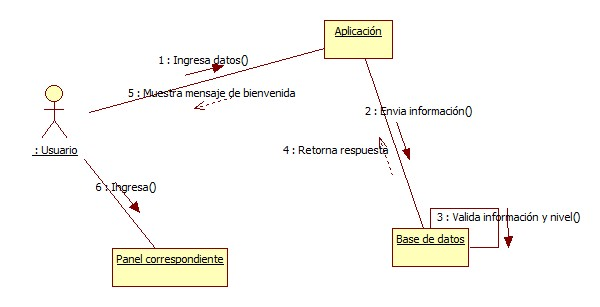 Aplicación
1 : Ingresa datos()
5 : Muestra mensaje de bienvenida
2 : Envia información()
: Usuario
4 : Retorna respuesta
6 : Ingresa()
3 : Valida información y nivel()
Base de datos
Panel correspondiente